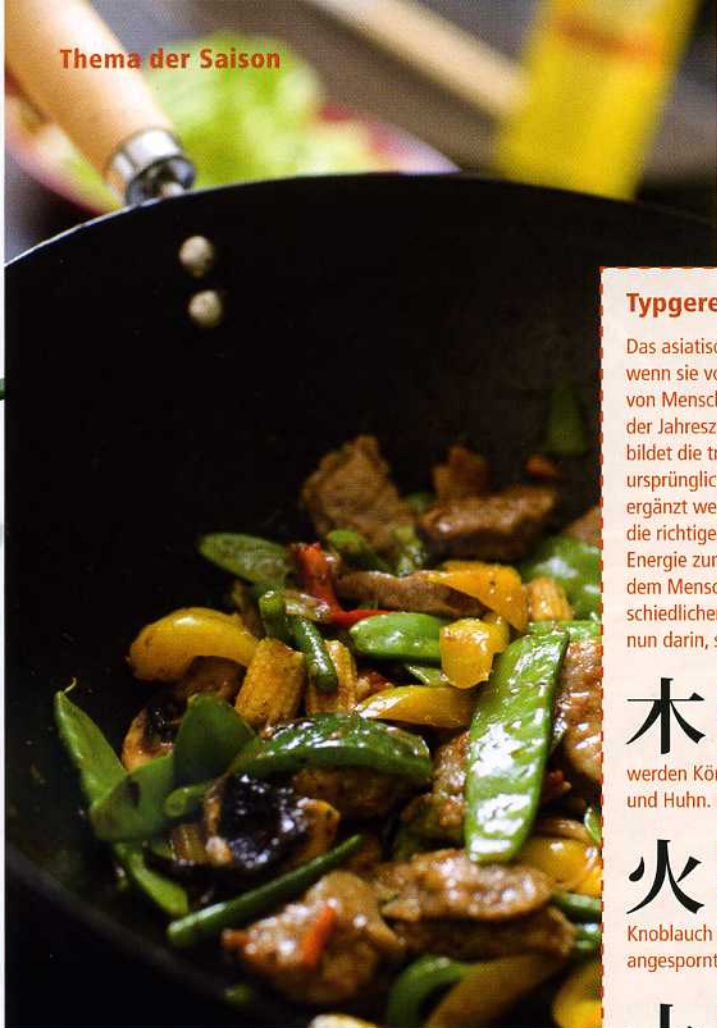 Thema der Saison
Typgere
Das asiatisc
wenn sie vo
von Mensch
der Jahresz
bildet die tr
ursprünglic
ergänzt we
die richtige
Energie zur
dem Mensc
schiedliche
nun darin, s
木
werden Kör
und Huhn.
火
Knoblauch
angespornt